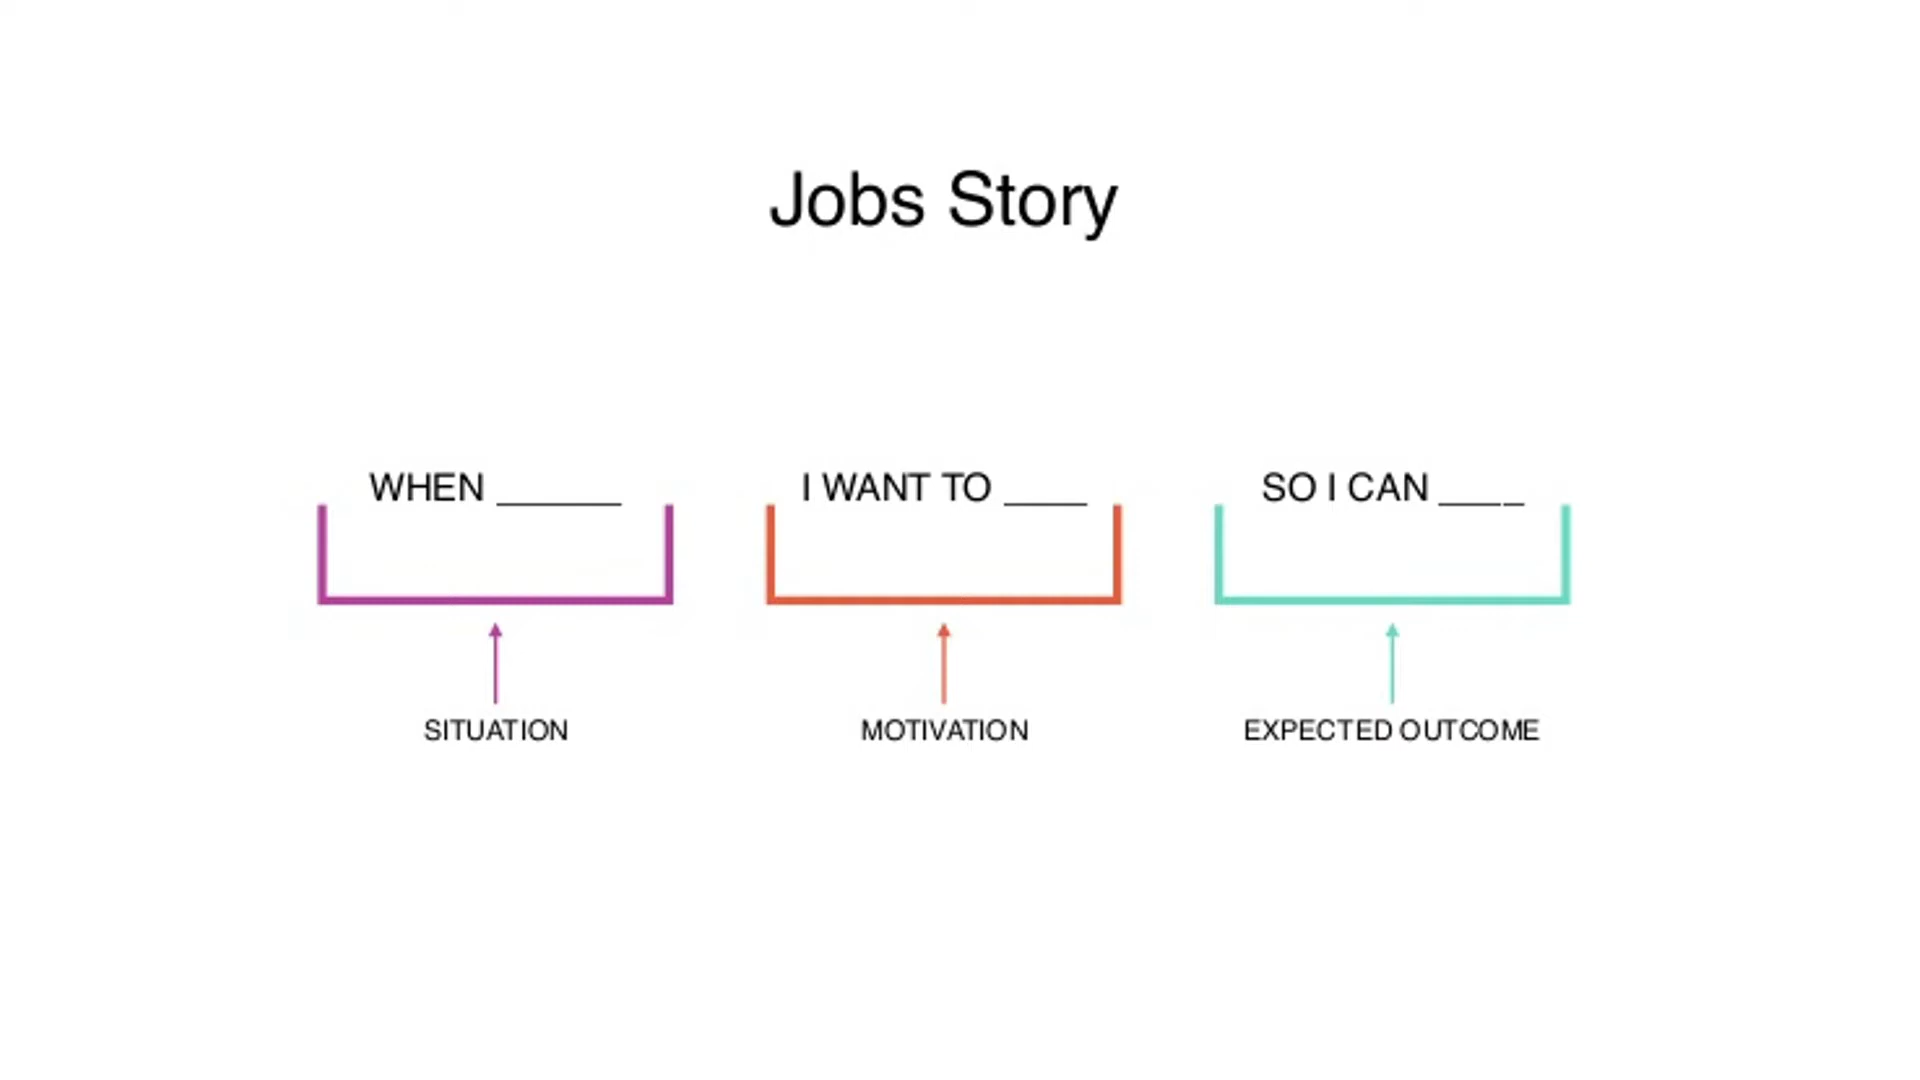 Jobs Story
WHEN ______
I WANT TO ____
SO I CAN ____
SITUATION
MOTIVATION
EXPECTED OUTCOME